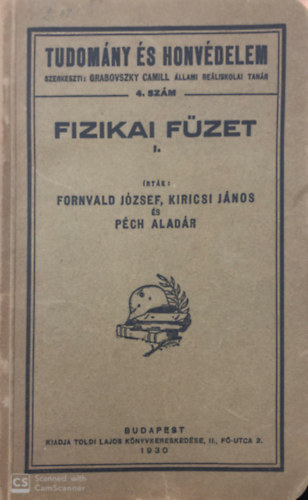 TUDOMÁNY ÉS HONVÉDELEM
SZERKESZTI: GRABOVSZKY CAMILL ÁLLAMI REÁLISKOLAI TANÁR
4. SZÁM
FIZIKAI FÜZET
I.
ÍRTÁK:
FORNVALD JÓZSEF, KIRICSI JÁNOS
ÉS
PÉCH ALADÁR
BUDAPEST
KIADJA TOLDI LAJOS KÖNYVKERESKEDÉSE, II., FŐ-UTCA 2.
1930
CS Scanned with
CamScanner